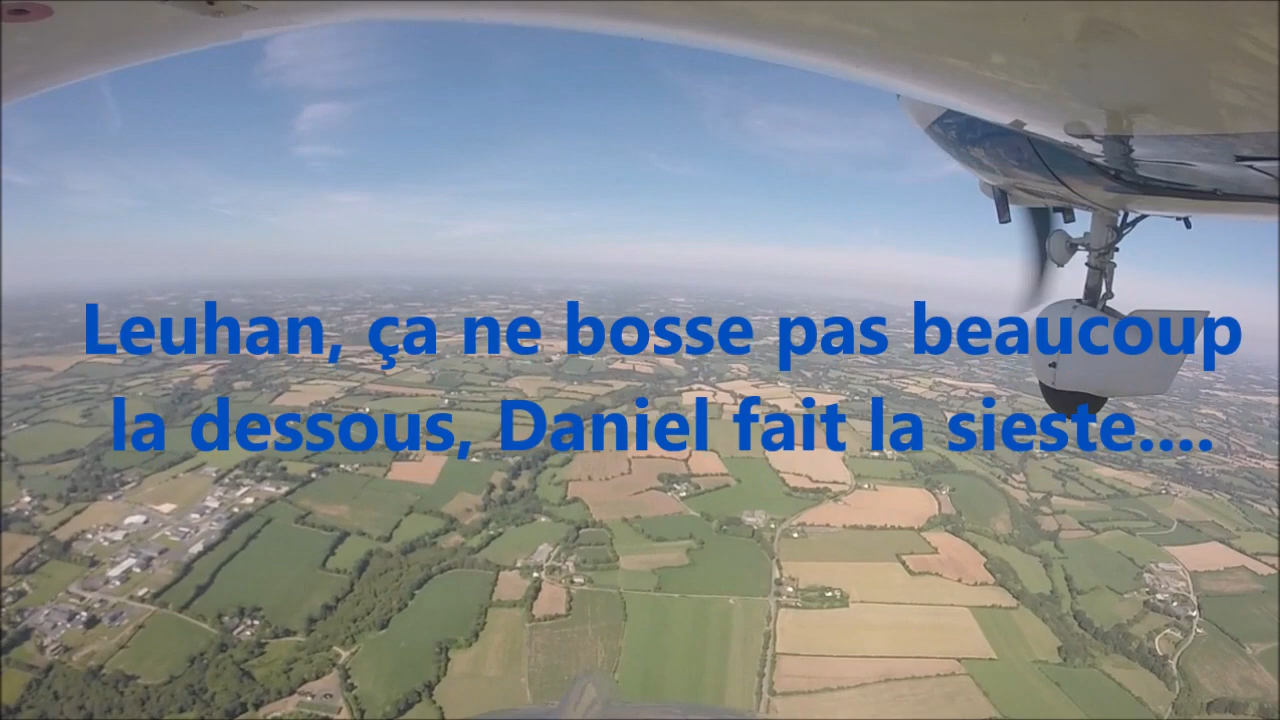 Leuhan, ça ne bosse pas beaucoup
la dessous, Daniel fait la sieste....